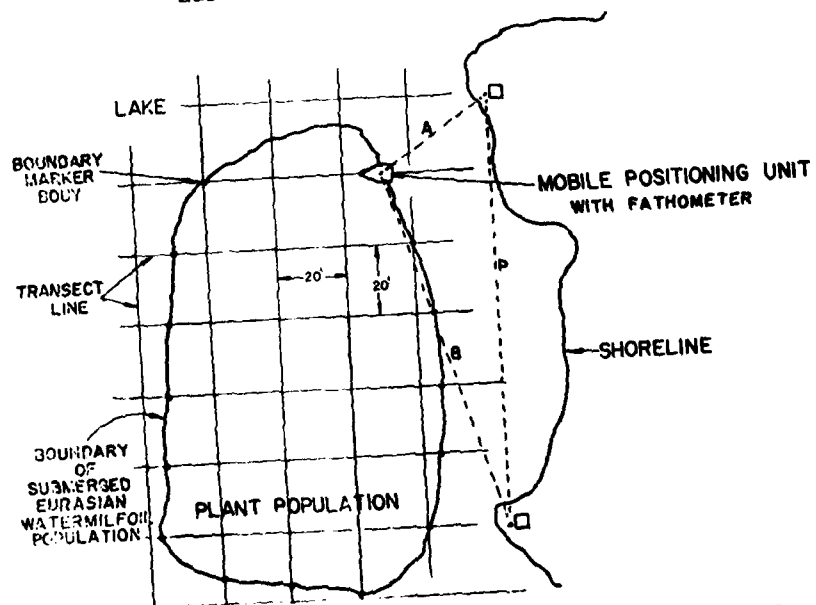 LAKE
A
BOUNDARY
MARKER
BOUY
MOBILE POSITIONING UNIT
WITH FATHOMETER
TRANSECT
LINE
20'
20'
P
B
SHORELINE
BOUNDARY
OF
SUBMERGED
EURASIAN
WATERMILFOIL
POPULATION
PLANT POPULATION